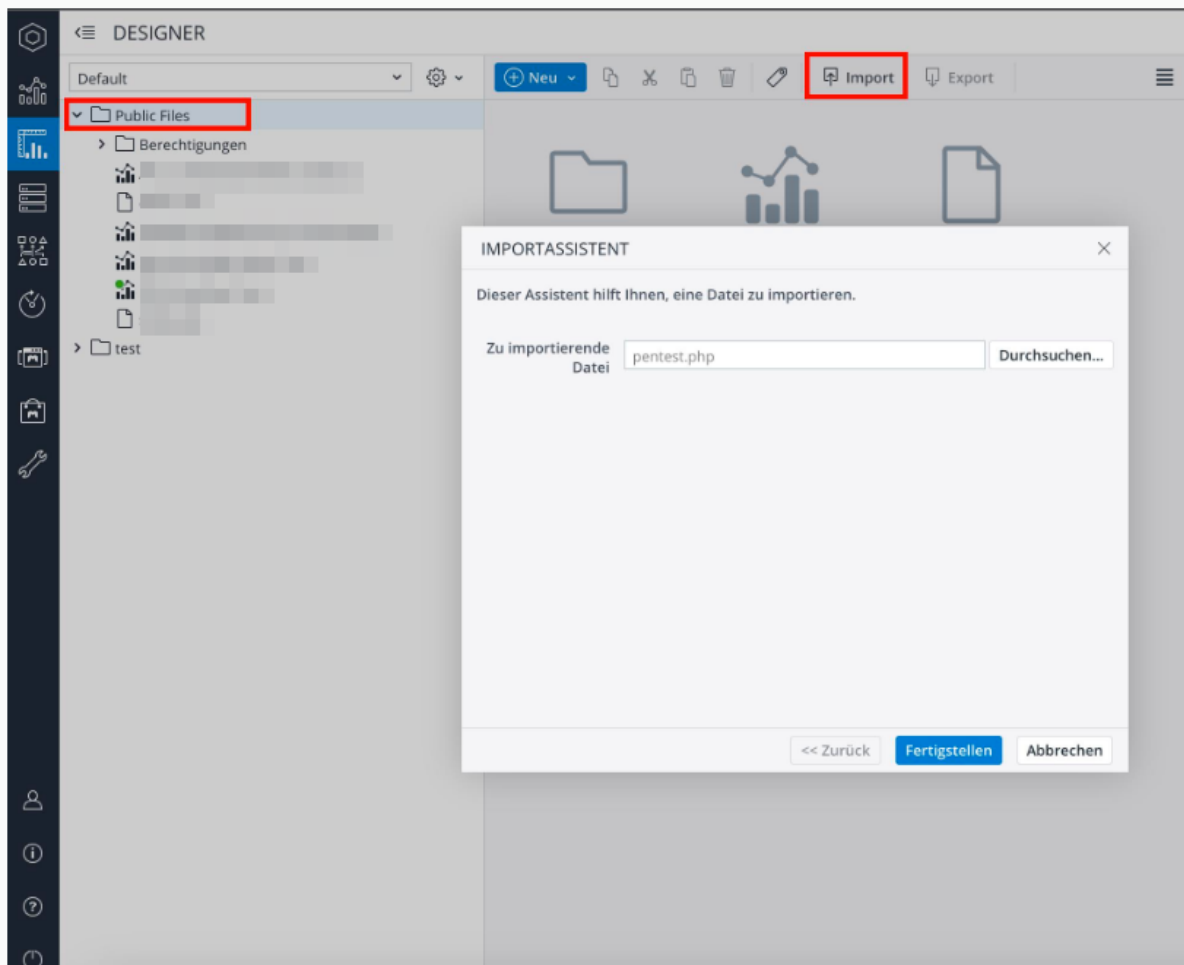 DESIGNER
Default
Neu
Import
Export
Public Files
Berechtigungen
test
IMPORTASSISTENT
Dieser Assistent hilft Ihnen, eine Datei zu importieren.
Zu importierende
Datei
pentest.php
Durchsuchen...
<< Zurück
Fertigstellen
Abbrechen